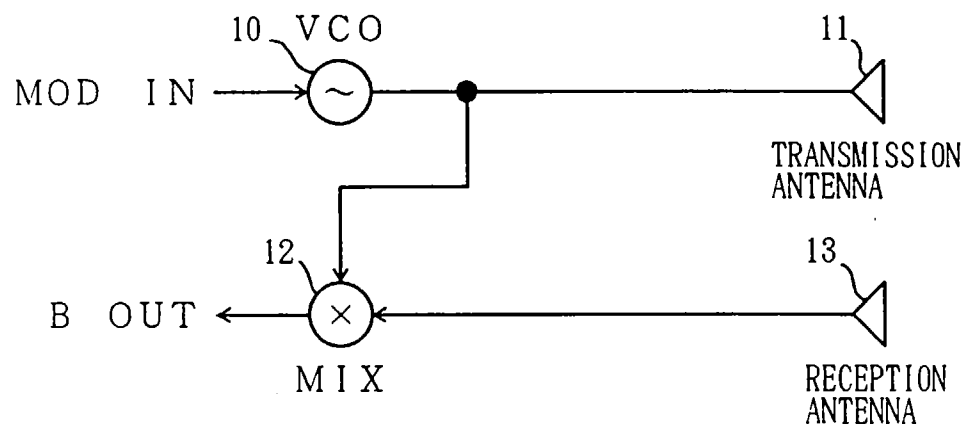 VCO
10
11
MOD IN
~
TRANSMISSION
ANTENNA
12
13
B OUT
×
MIX
RECEPTION
ANTENNA